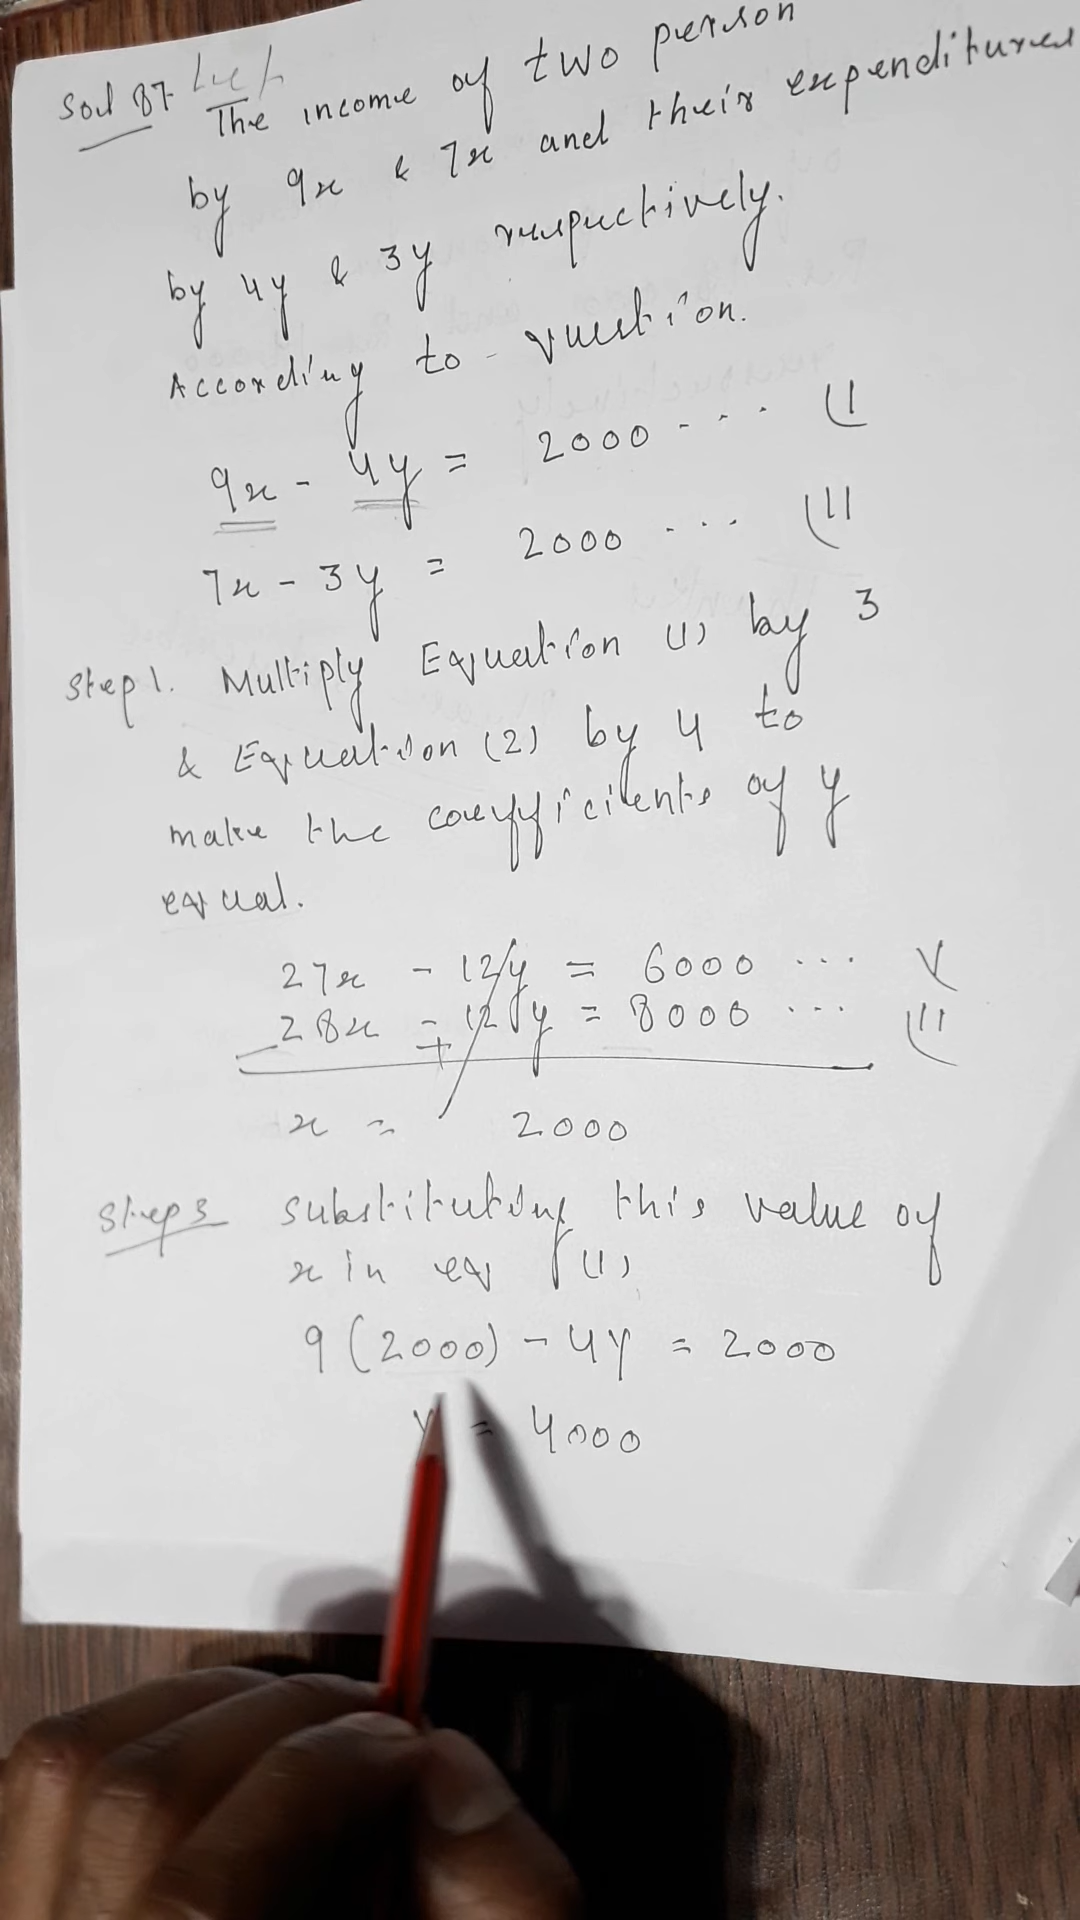 Sol 87 Let
The income of two person
by 9x & 7x and their expenditures
by 4y & 3y respectively.
According to question.
9x - 4y = 2000 ... (1
7x - 3y = 2000 ... (11
Step 1. Multiply Equation (1) by 3
& Equation (2) by 4 to
make the coefficients of y
equal.
27x - 12y = 6000 ...
28x - 12y = 8000 ... (11
+
x = 2000
Step 3 substituting this value of
x in eq (1)
9(2000) - 4y = 2000
y = 4000